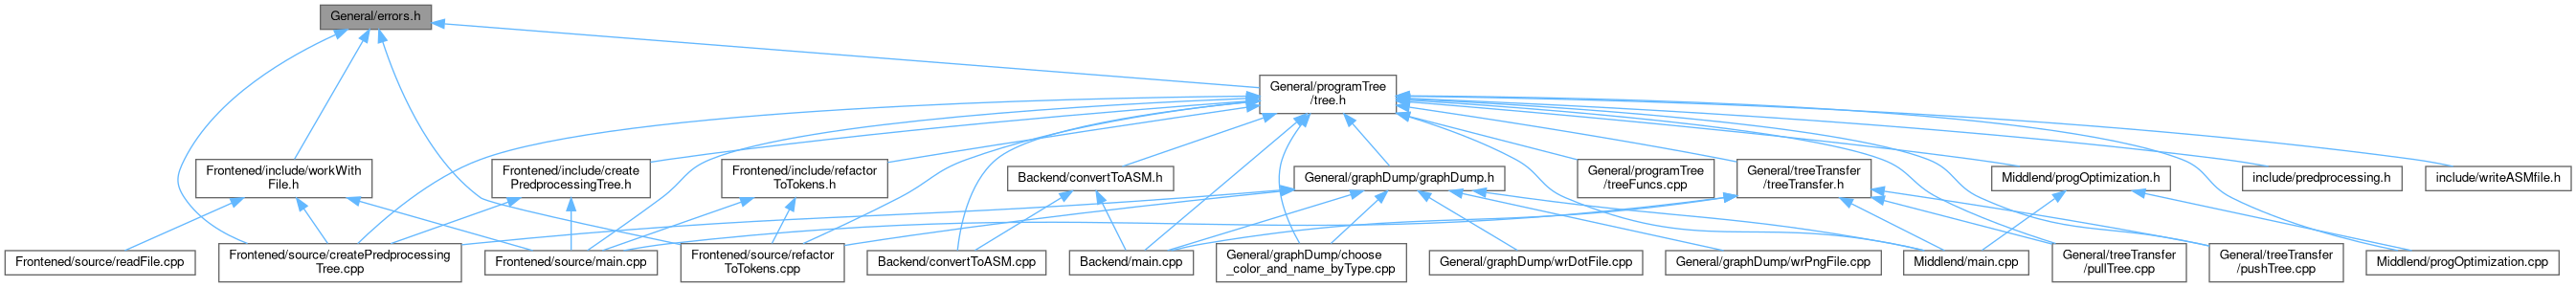 General/errors.h
General/programTree
/tree.h
Frontened/include/workWith
File.h
Frontened/include/create
PredprocessingTree.h
Frontened/include/refactor
ToTokens.h
Backend/convertToASM.h
General/graphDump/graphDump.h
General/programTree
/treeFuncs.cpp
General/treeTransfer
/treeTransfer.h
Middlend/progOptimization.h
include/predprocessing.h
include/writeASMfile.h
Frontened/source/readFile.cpp
Frontened/source/createPredprocessing
Tree.cpp
Frontened/source/main.cpp
Frontened/source/refactor
ToTokens.cpp
Backend/convertToASM.cpp
Backend/main.cpp
General/graphDump/choose
_color_and_name_byType.cpp
General/graphDump/wrDotFile.cpp
General/graphDump/wrPngFile.cpp
Middlend/main.cpp
General/treeTransfer
/pullTree.cpp
General/treeTransfer
/pushTree.cpp
Middlend/progOptimization.cpp